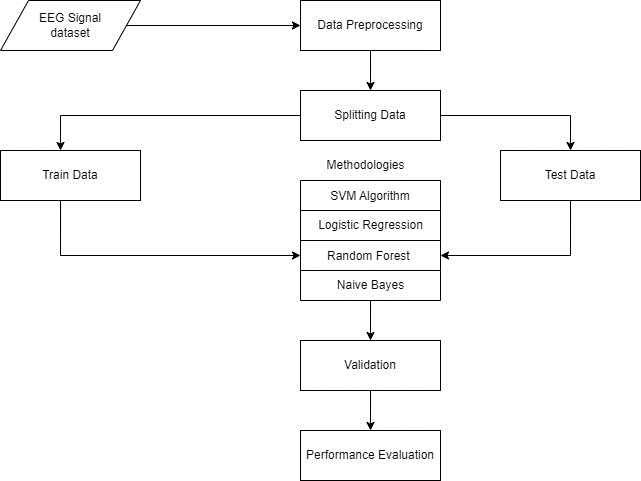 EEG Signal
dataset
Data Preprocessing
Splitting Data
Train Data
Methodologies
Test Data
SVM Algorithm
Logistic Regression
Random Forest
Naive Bayes
Validation
Performance Evaluation